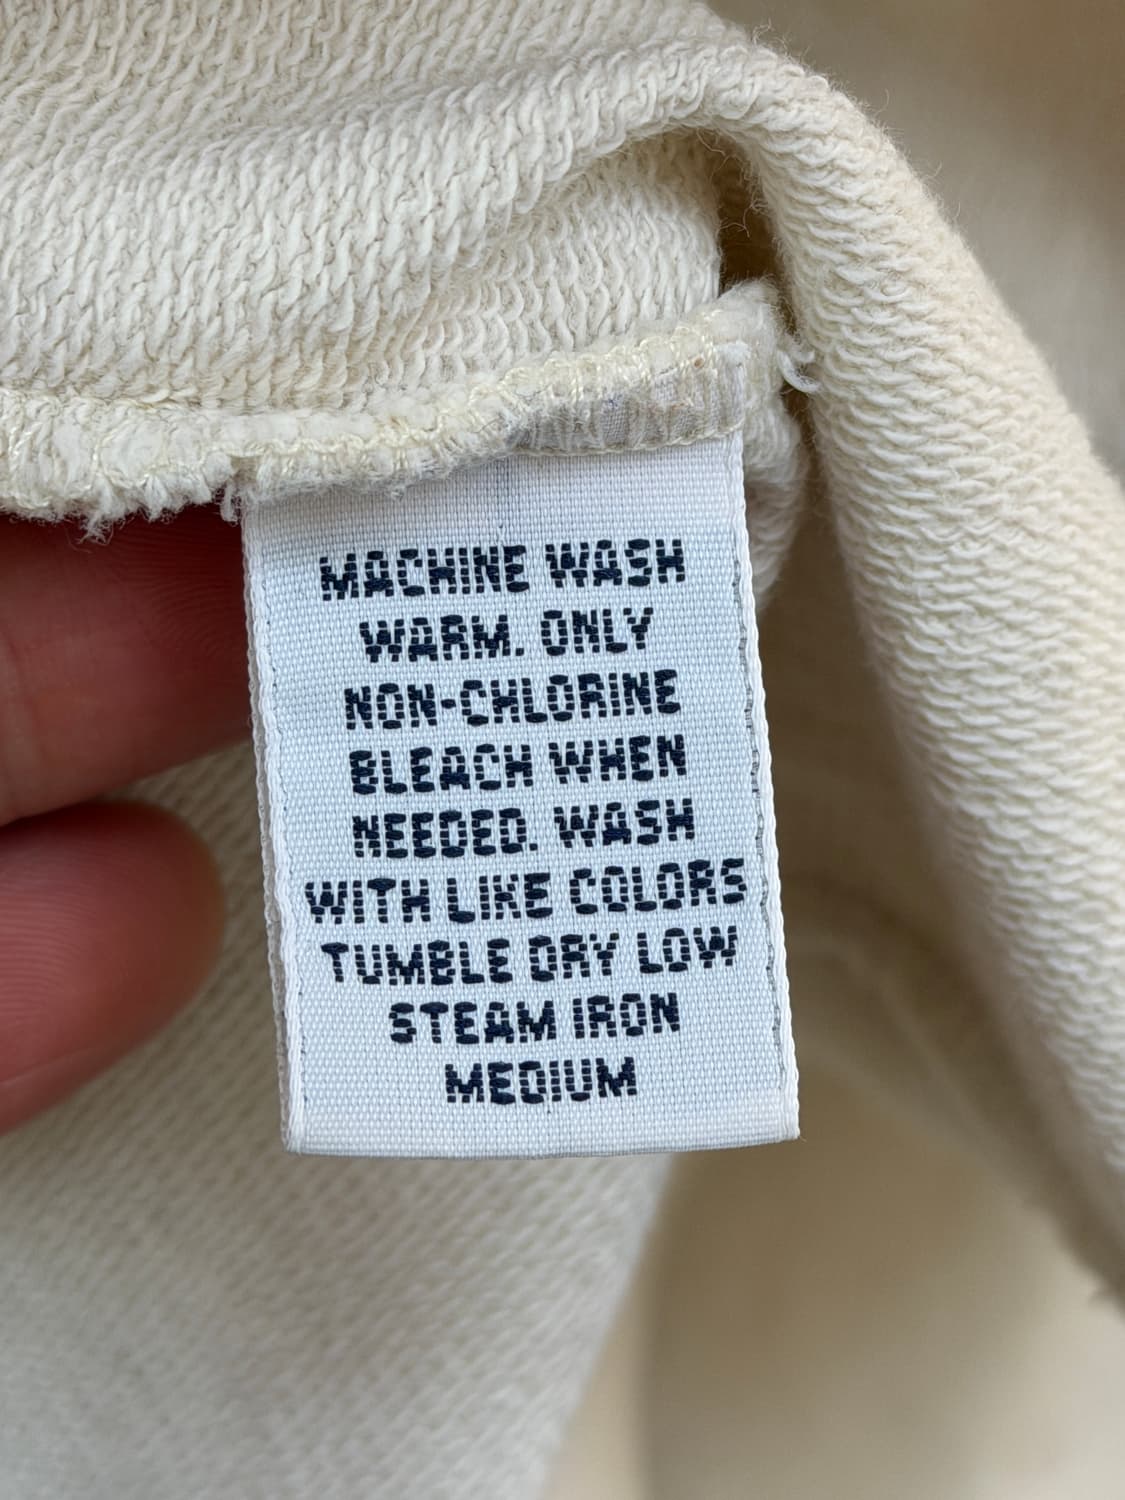 MACHINE WASH
WARM. ONLY
NON-CHLORINE
BLEACH WHEN
NEEDED. WASH
WITH LIKE COLORS
TUMBLE DRY LOW
STEAM IRON
MEDIUM